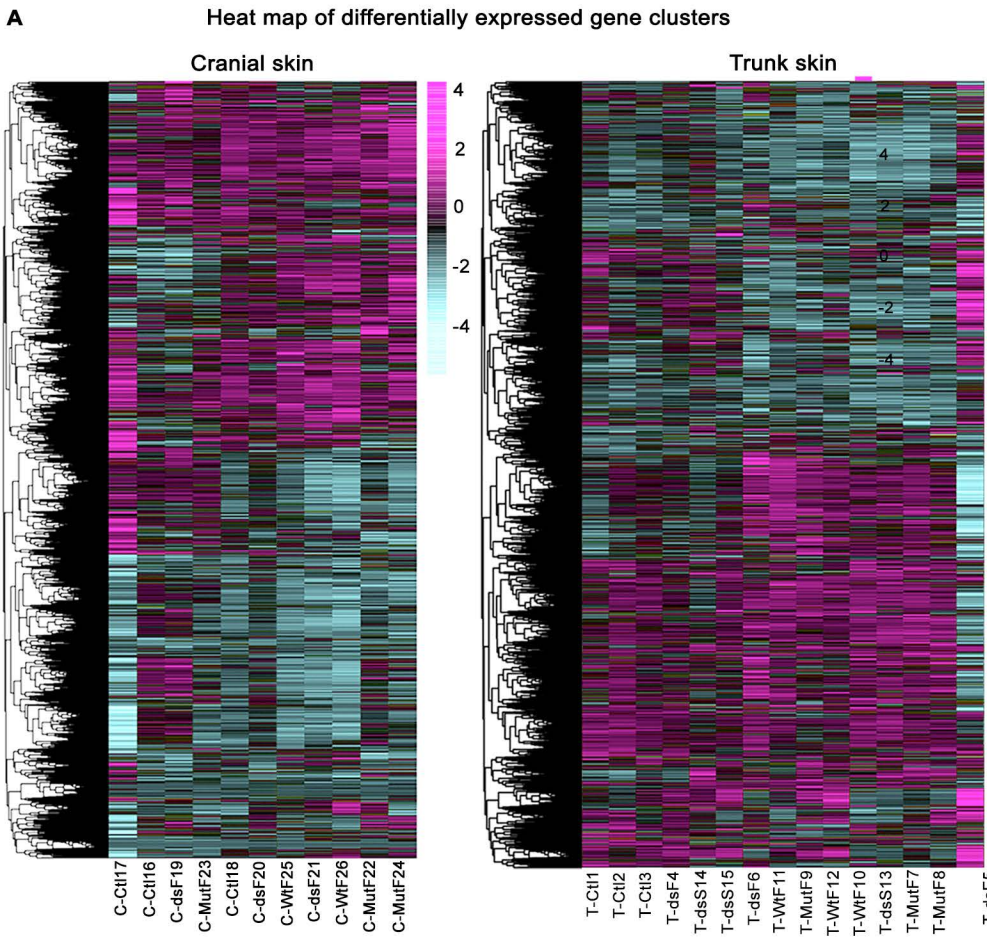 A Heat map of differentially expressed gene clusters
Cranial skin
Trunk skin
4
2
0
-2
-4
4
2
0
-2
-4
C-Ctl17
C-Ctl16
C-dsF19
C-MutF23
C-Ctl18
C-dsF20
C-WtF25
C-dsF21
C-WtF26
C-MutF22
C-MutF24
T-Ctl1
T-Ctl2
T-Ctl3
T-dsF4
T-dsS14
T-dsS15
T-dsF6
T-WtF11
T-MutF9
T-WtF12
T-WtF10
T-dsS13
T-MutF7
T-MutF8